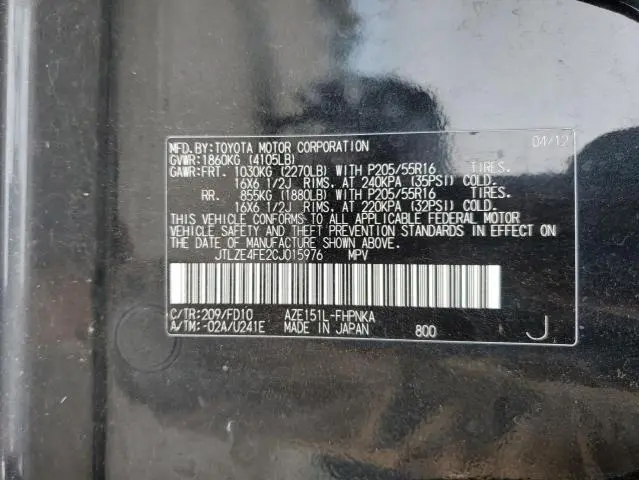 MFD. BY: TOYOTA MOTOR CORPORATION 04/12
GVWR: 1860KG (4105LB)
GAWR: FRT. 1030KG (2270LB) WITH P205/55R16 TIRES.
16X6 1/2J RIMS. AT 240KPA (35PSI) COLD.
RR. 855KG (1880LB) WITH P205/55R16 TIRES.
16X6 1/2J RIMS. AT 220KPA (32PSI) COLD.
THIS VEHICLE CONFORMS TO ALL APPLICABLE FEDERAL MOTOR
VEHICLE SAFETY AND THEFT PREVENTION STANDARDS IN EFFECT ON
THE DATE OF MANUFACTURE SHOWN ABOVE.
JTLZE4FE2CJ015976 MPV
C/TR: 209/FD10 AZE151L-FHPNKA
A/TM: -02A/U241E MADE IN JAPAN 800 J